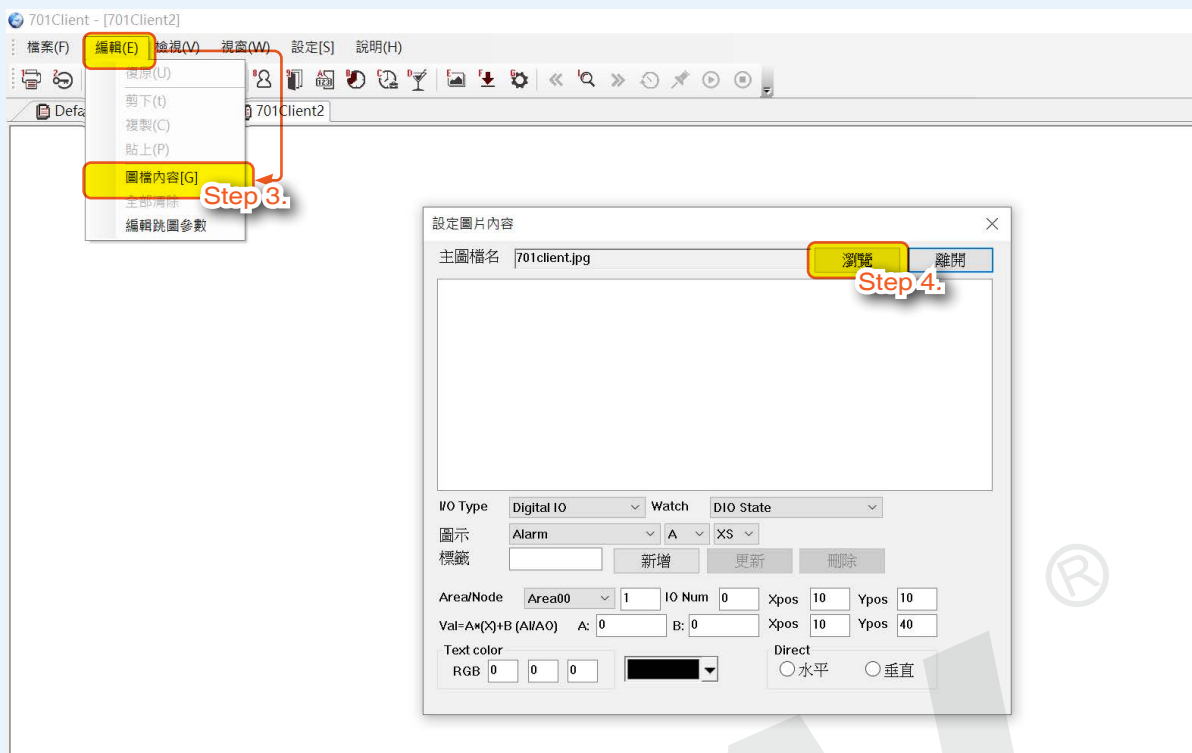 701Client - [701Client2]
檔案(F) 編輯(E) 檢視(V) 視窗(W) 設定[S] 說明(H)
復原(U)
剪下(t)
Defa 701Client2
複製(C)
貼上(P)
圖檔內容[G]
Step 3.
全部清除
編輯跳圖參數
設定圖片內容
主圖檔名 701client.jpg 瀏覽 離開
Step 4.
I/O Type Digital IO Watch DIO State
圖示 Alarm A XS
標籤 新增 更新 刪除
Area/Node Area00 1 IO Num 0 Xpos 10 Ypos 10
Val=A*(X)+B (AI/AO) A: 0 B: 0 Xpos 10 Ypos 40
Text color Direct
RGB 0 0 0 水平 垂直
®